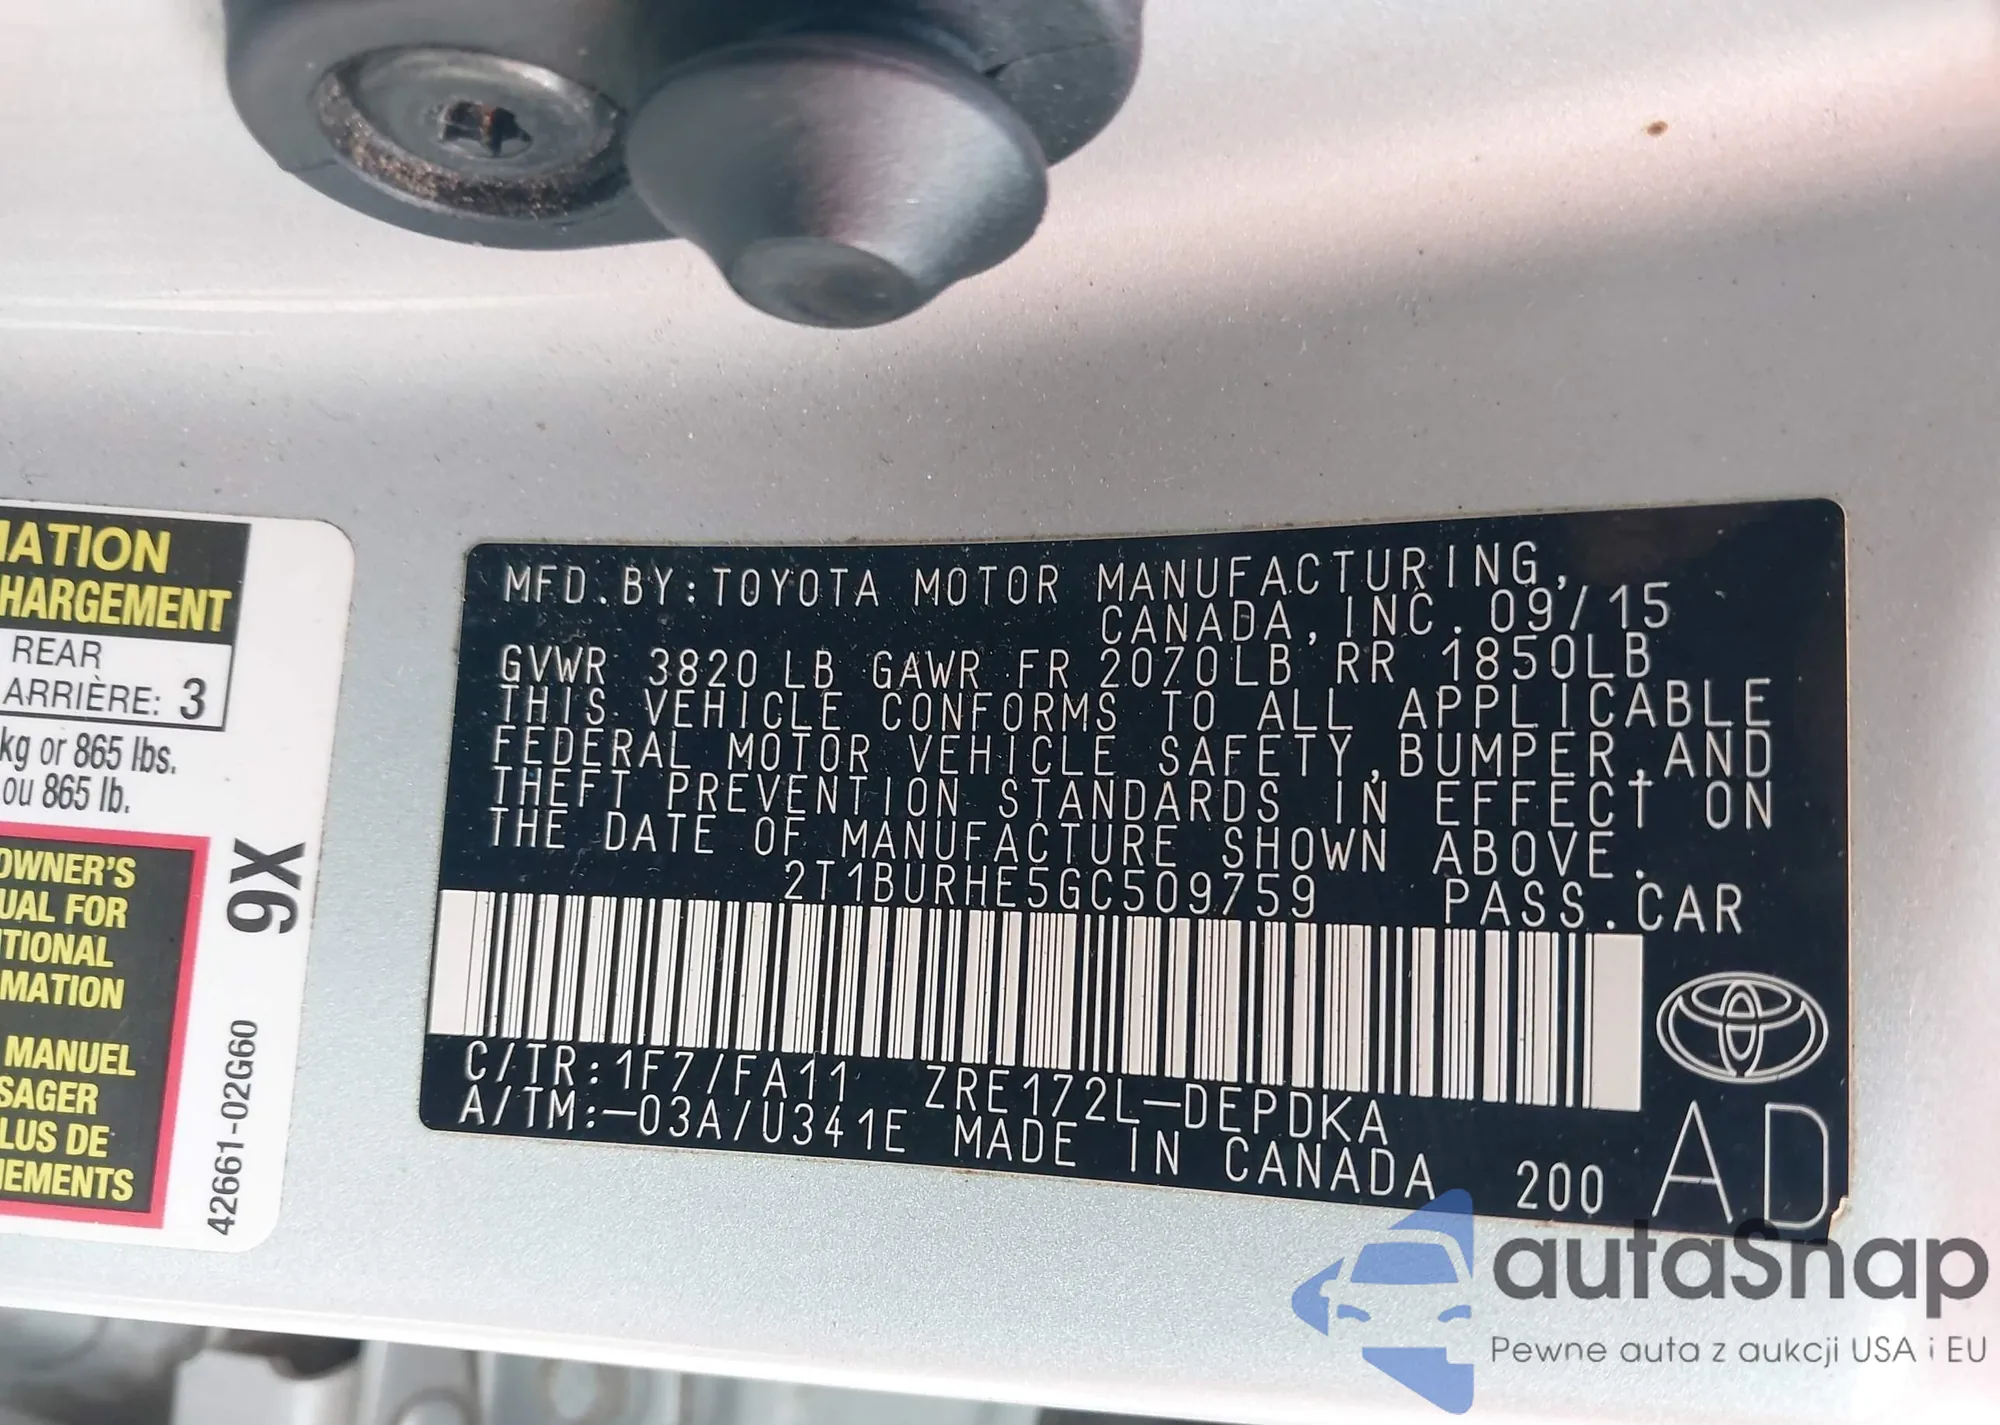 MATION
HARGEMENT
REAR
ARRIÈRE: 3
kg or 865 lbs.
ou 865 lb.
OWNER'S
UAL FOR
ITIONAL
MATION
MANUEL
SAGER
LUS DE
NEMENTS
9X
42661-02G60
MFD.BY:TOYOTA MOTOR MANUFACTURING,
CANADA,INC. 09/15
GVWR 3820LB GAWR FR 2070LB RR 1850LB
THIS VEHICLE CONFORMS TO ALL APPLICABLE
FEDERAL MOTOR VEHICLE SAFETY,BUMPER,AND
THEFT PREVENTION STANDARDS IN EFFECT ON
THE DATE OF MANUFACTURE SHOWN ABOVE.
2T1BURHE5GC509759 PASS.CAR
C/TR:1F7/FA11 ZRE172L-DEPDKA
A/TM:-03A/U341E MADE IN CANADA 200 AD
autaSnap
Pewne auta z aukcji USA i EU